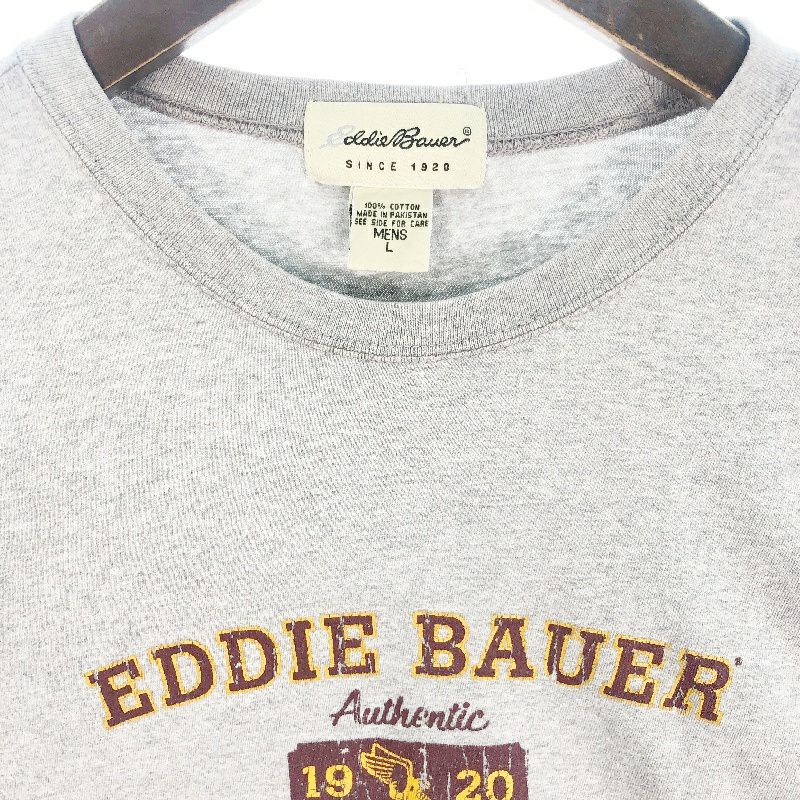 Eddie Bauer®
SINCE 1920
100% COTTON
MADE IN PAKISTAN
SEE SIDE FOR CARE
MENS
L
EDDIE BAUER®
Authentic
19 20